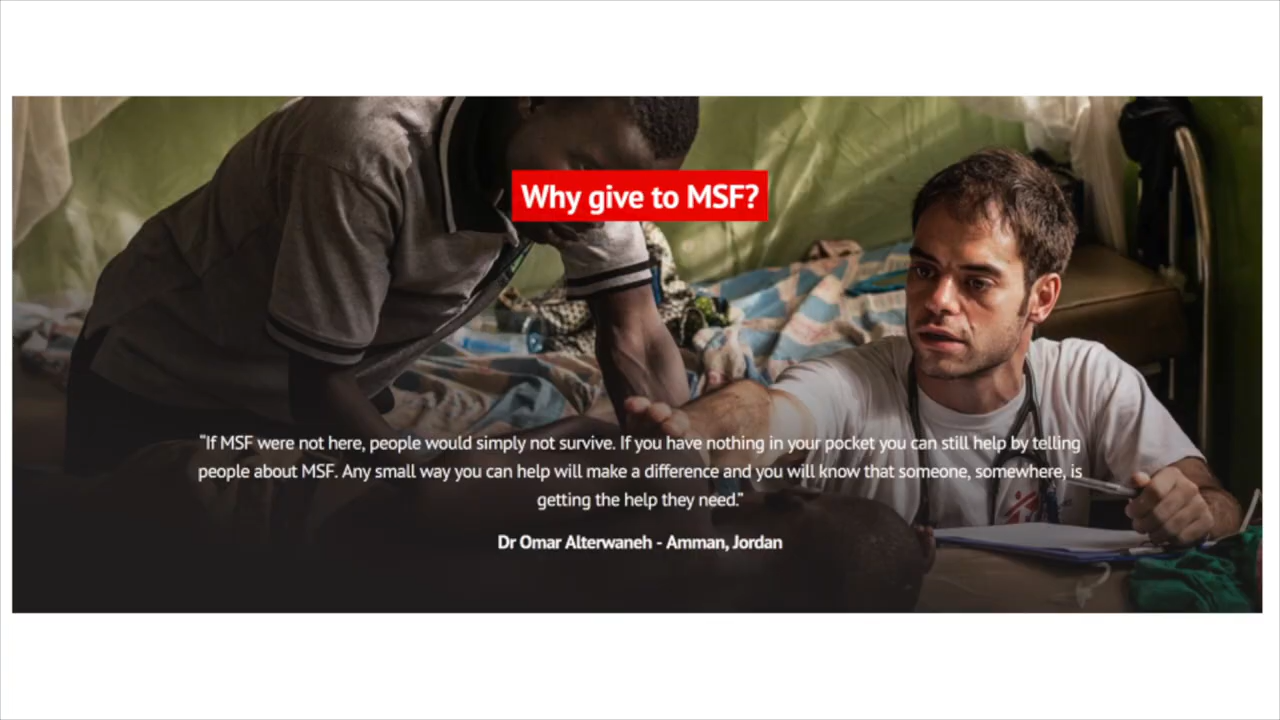 Why give to MSF?
“If MSF were not here, people would simply not survive. If you have nothing in your pocket you can still help by telling
people about MSF. Any small way you can help will make a difference and you will know that someone, somewhere, is
getting the help they need.”
Dr Omar Alterwaneh - Amman, Jordan